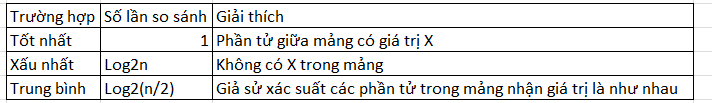 Trường hợp Số lần so sánh Giải thích
Tốt nhất 1 Phần tử giữa mảng có giá trị X
Xấu nhất Log2n Không có X trong mảng
Trung bình Log2(n/2) Giả sử xác suất các phần tử trong mảng nhận giá trị là như nhau